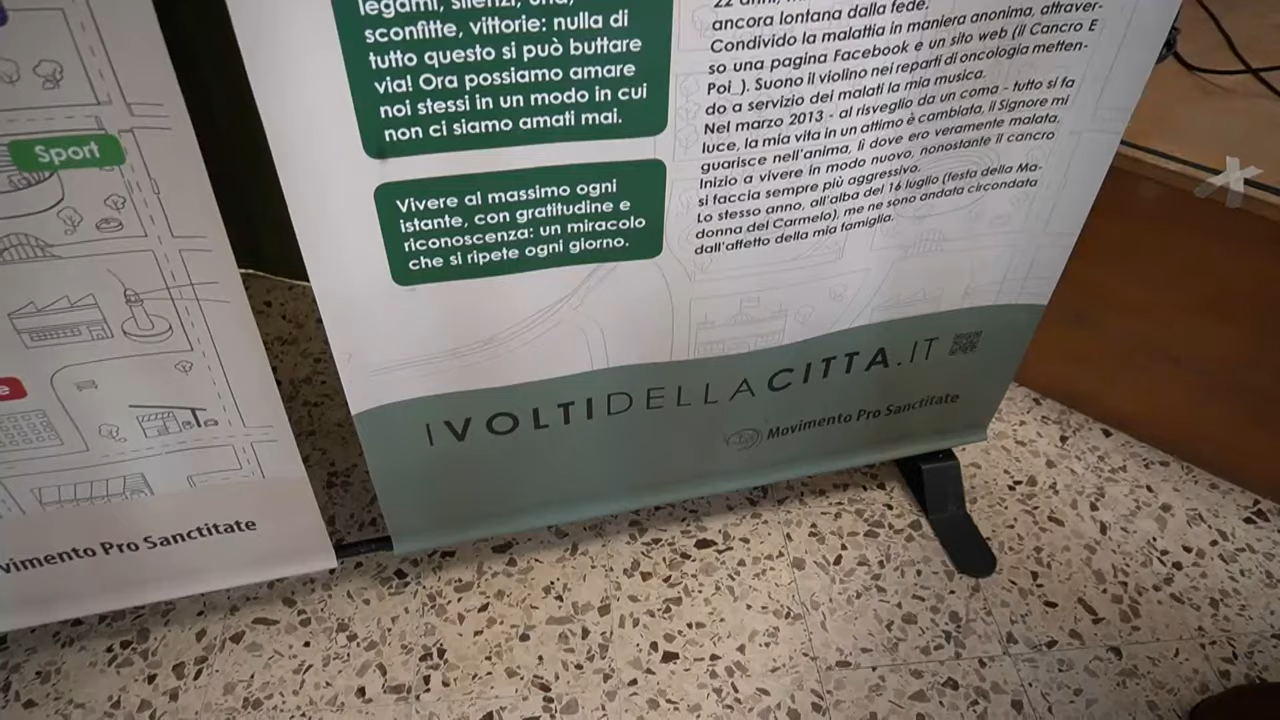 Sport
e
vimento Pro Sanctitate
legami, silenzi,
sconfitte, vittorie: nulla di
tutto questo si può buttare
via! Ora possiamo amare
noi stessi in un modo in cui
non ci siamo amati mai.
Vivere al massimo ogni
istante, con gratitudine e
riconoscenza: un miracolo
che si ripete ogni giorno.
22 anni,
ancora lontana dalla fede.
Condivido la malattia in maniera anonima, attraver-
so una pagina Facebook e un sito web (il Cancro E
Poi_). Suono il violino nei reparti di oncologia metten-
do a servizio dei malati la mia musica.
Nel marzo 2013 - al risveglio da un coma - tutto si fa
luce, la mia vita in un attimo è cambiata, il Signore mi
guarisce nell'anima, lì dove ero veramente malata.
Inizio a vivere in modo nuovo, nonostante il cancro
si faccia sempre più aggressivo.
Lo stesso anno, all'alba del 16 luglio (festa della Ma-
donna del Carmelo), me ne sono andata circondata
dall'affetto della mia famiglia.
IVOLTIDELLACITTA.IT
Movimento Pro Sanctitate